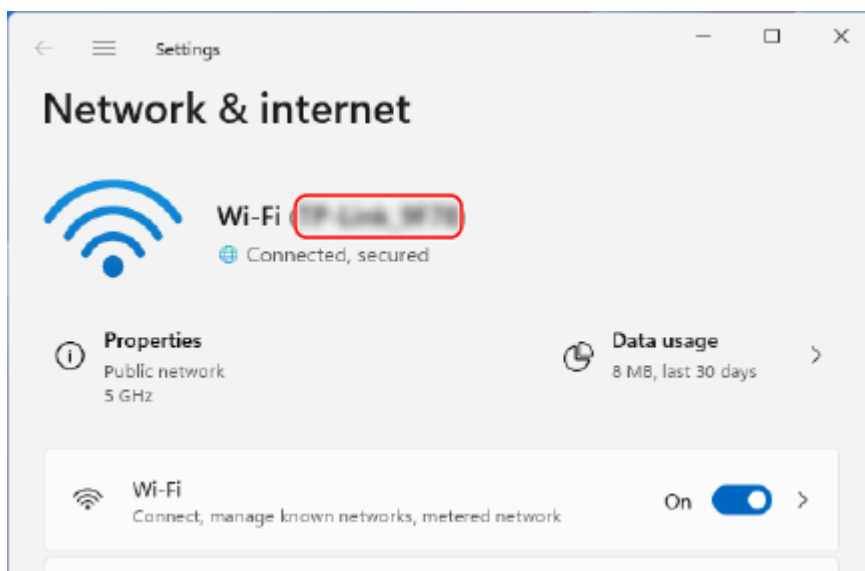 Settings
Network & internet
Wi-Fi
Connected, secured
Properties
Public network
5 GHz
Data usage
8 MB, last 30 days
Wi-Fi
On
Connect, manage known networks, metered network